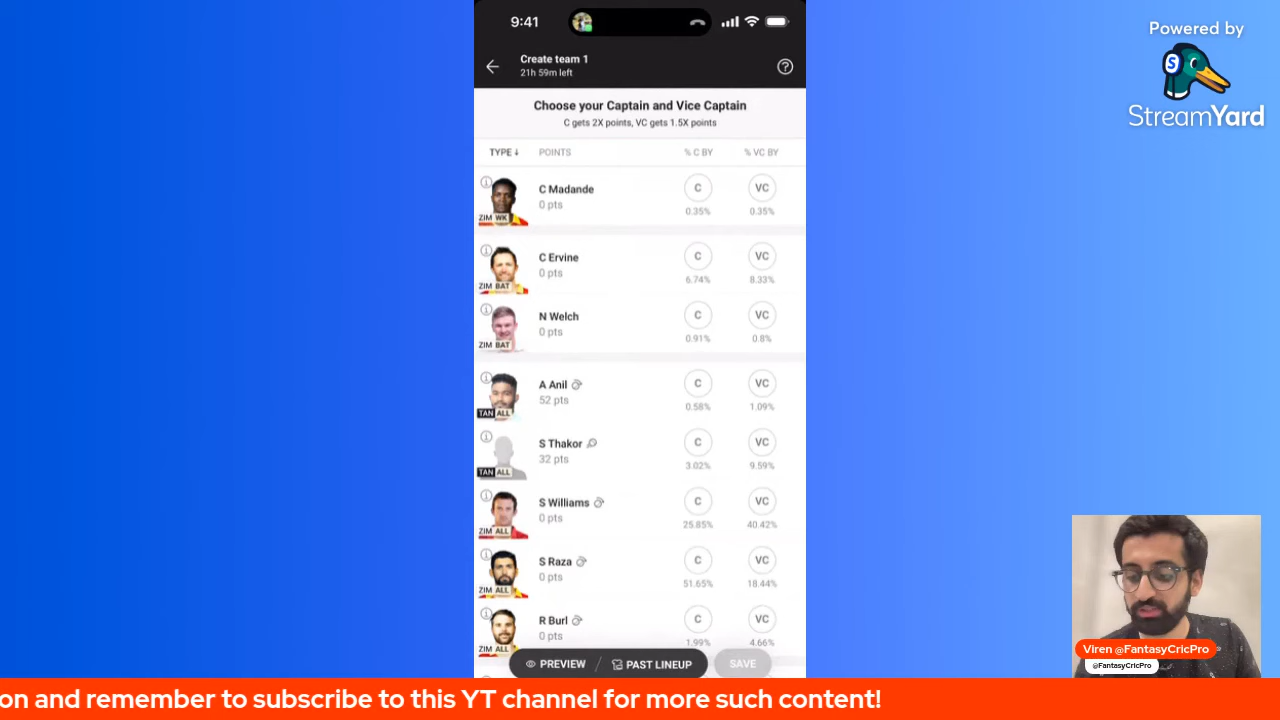 9:41
Powered by
StreamYard
Create team 1
21h 59m left
Choose your Captain and Vice Captain
C gets 2X points, VC gets 1.5X points
TYPE ↓ POINTS % C BY % VC BY
C Madande C VC
0 pts
ZIM WK 0.35% 0.35%
C Ervine C VC
0 pts
ZIM BAT 6.74% 8.33%
N Welch C VC
0 pts
ZIM BAT 0.91% 0.8%
A Anil C VC
52 pts
TAN ALL 0.58% 1.09%
S Thakor C VC
32 pts
TAN ALL 3.02% 9.59%
S Williams C VC
0 pts
ZIM ALL 25.85% 40.42%
S Raza C VC
0 pts
ZIM ALL 51.65% 18.44%
R Burl C VC
0 pts
ZIM ALL 1.99% 4.66%
PREVIEW / PAST LINEUP SAVE
Viren @FantasyCricPro
@FantasyCricPro
on and remember to subscribe to this YT channel for more such content!